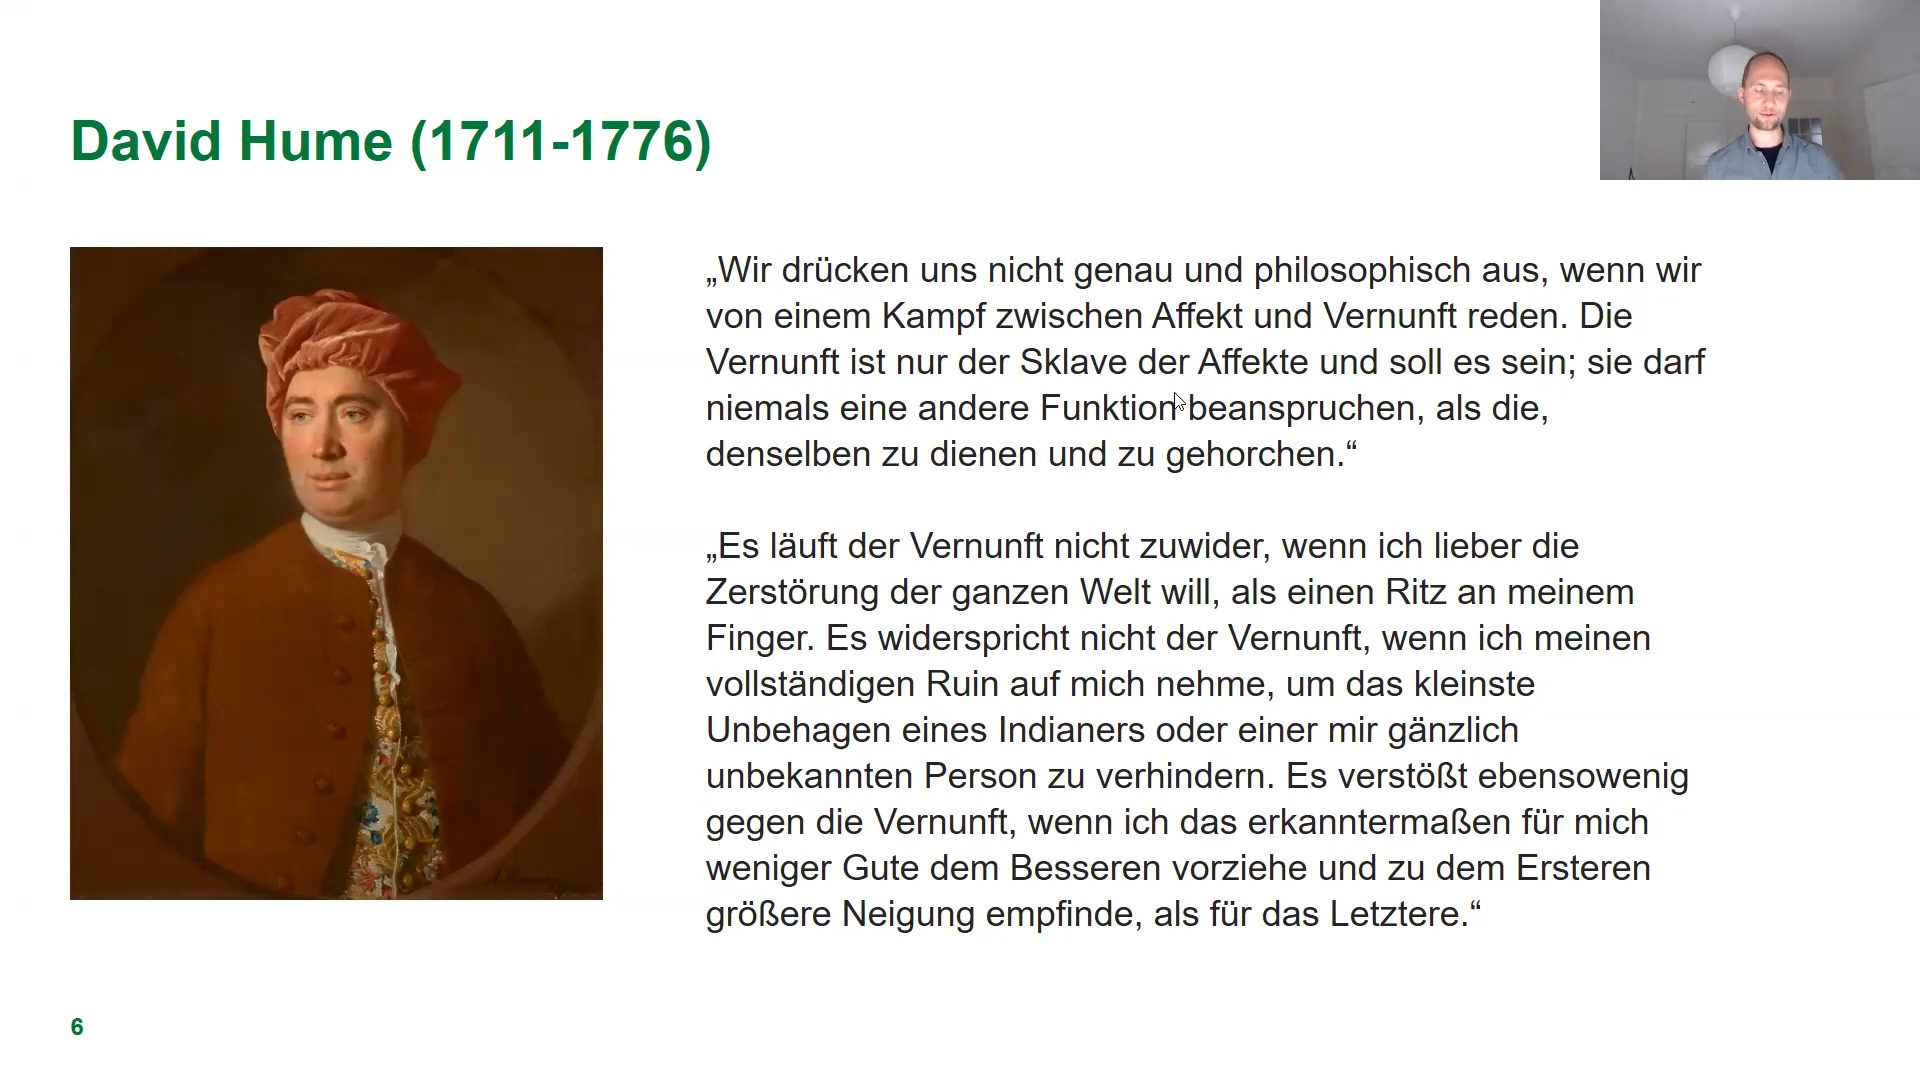 David Hume (1711-1776)
„Wir drücken uns nicht genau und philosophisch aus, wenn wir
von einem Kampf zwischen Affekt und Vernunft reden. Die
Vernunft ist nur der Sklave der Affekte und soll es sein; sie darf
niemals eine andere Funktion beanspruchen, als die,
denselben zu dienen und zu gehorchen.“
„Es läuft der Vernunft nicht zuwider, wenn ich lieber die
Zerstörung der ganzen Welt will, als einen Ritz an meinem
Finger. Es widerspricht nicht der Vernunft, wenn ich meinen
vollständigen Ruin auf mich nehme, um das kleinste
Unbehagen eines Indianers oder einer mir gänzlich
unbekannten Person zu verhindern. Es verstößt ebensowenig
gegen die Vernunft, wenn ich das erkanntermaßen für mich
weniger Gute dem Besseren vorziehe und zu dem Ersteren
größere Neigung empfinde, als für das Letztere.“
6